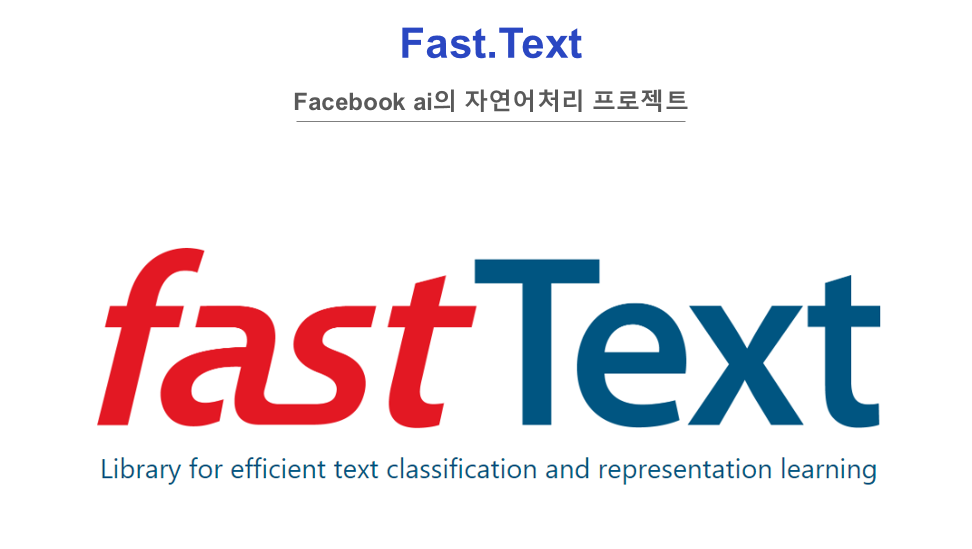 Fast.Text
Facebook ai의 자연어처리 프로젝트
fastText
Library for efficient text classification and representation learning